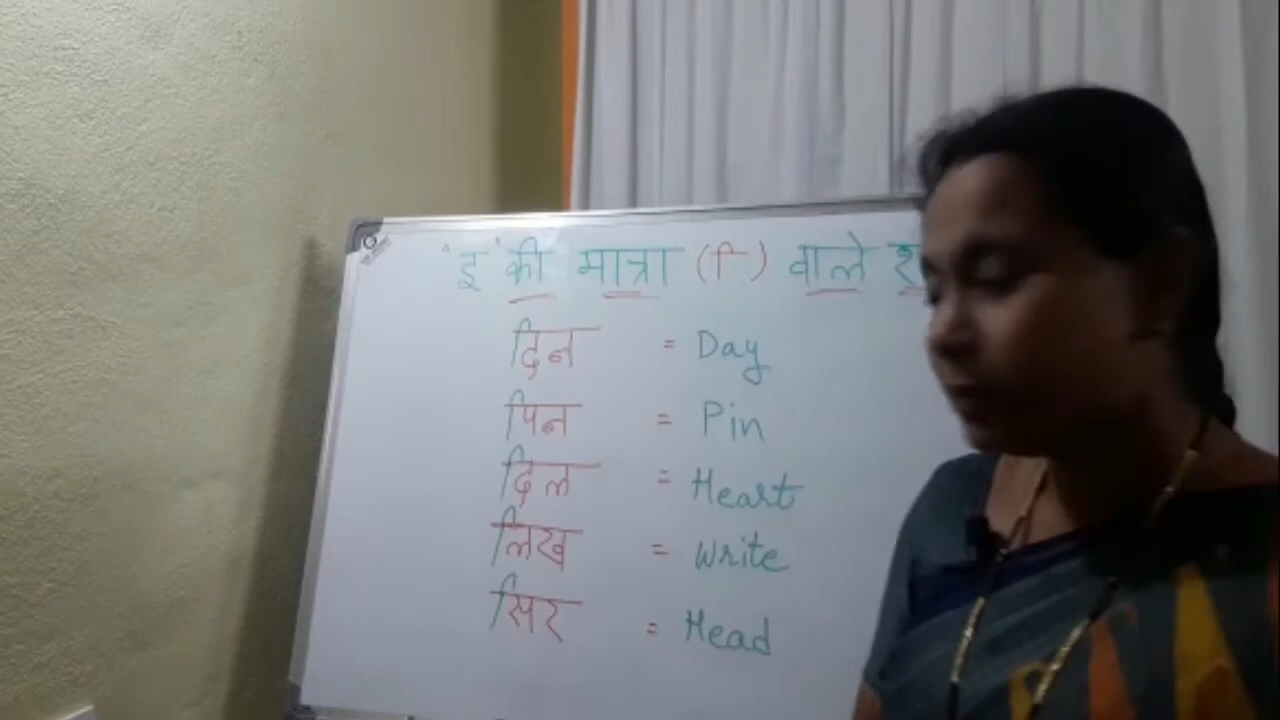 "इ" की मात्रा (ि) वाले
दिन = Day
पिन = Pin
दिल = Heart
लिख = Write
सिर = Head